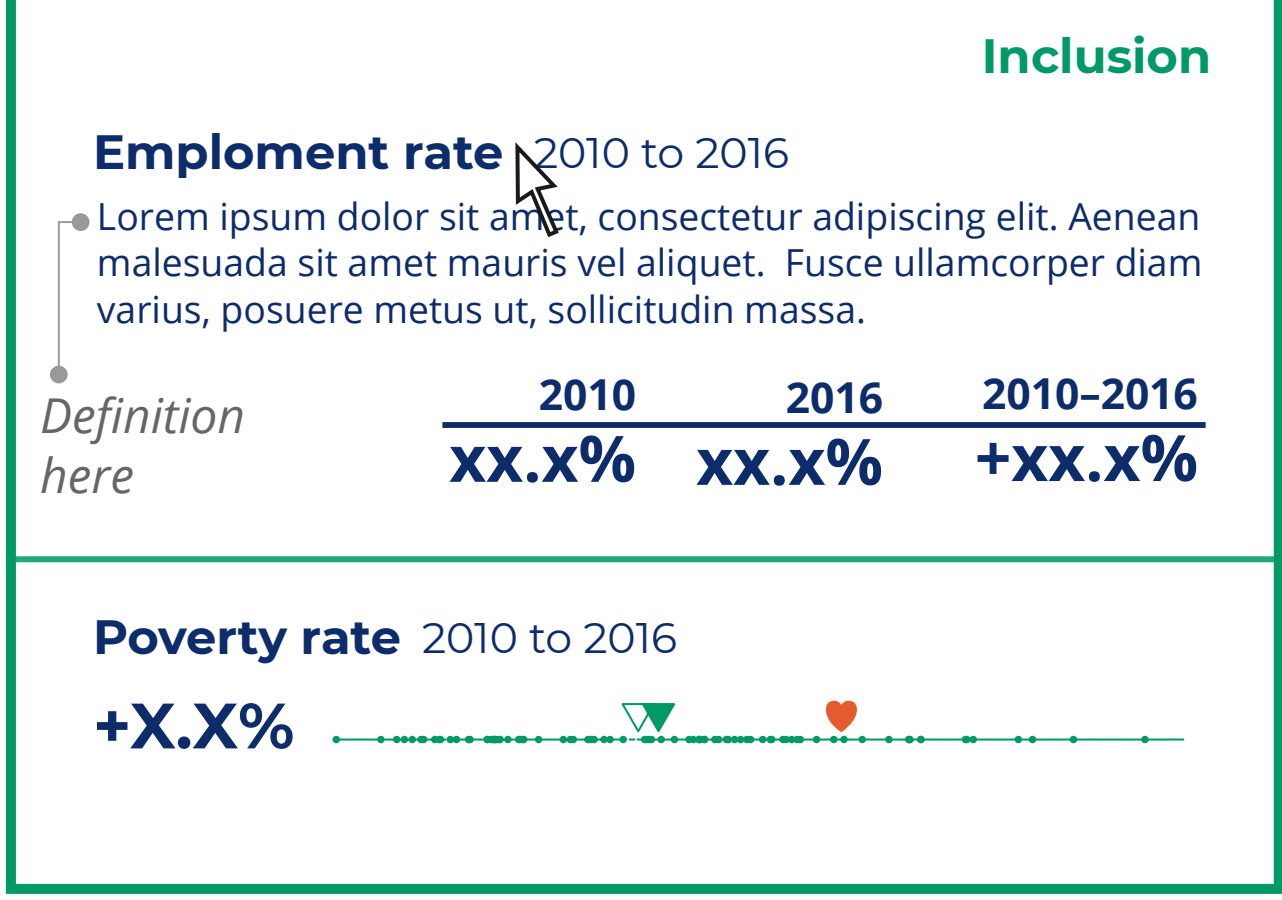 Inclusion
Emploment rate 2010 to 2016
Lorem ipsum dolor sit amet, consectetur adipiscing elit. Aenean
malesuada sit amet mauris vel aliquet.  Fusce ullamcorper diam
varius, posuere metus ut, sollicitudin massa.
Definition
here
2010 2016 2010–2016
xx.x% xx.x% +xx.x%
Poverty rate 2010 to 2016
+X.X%